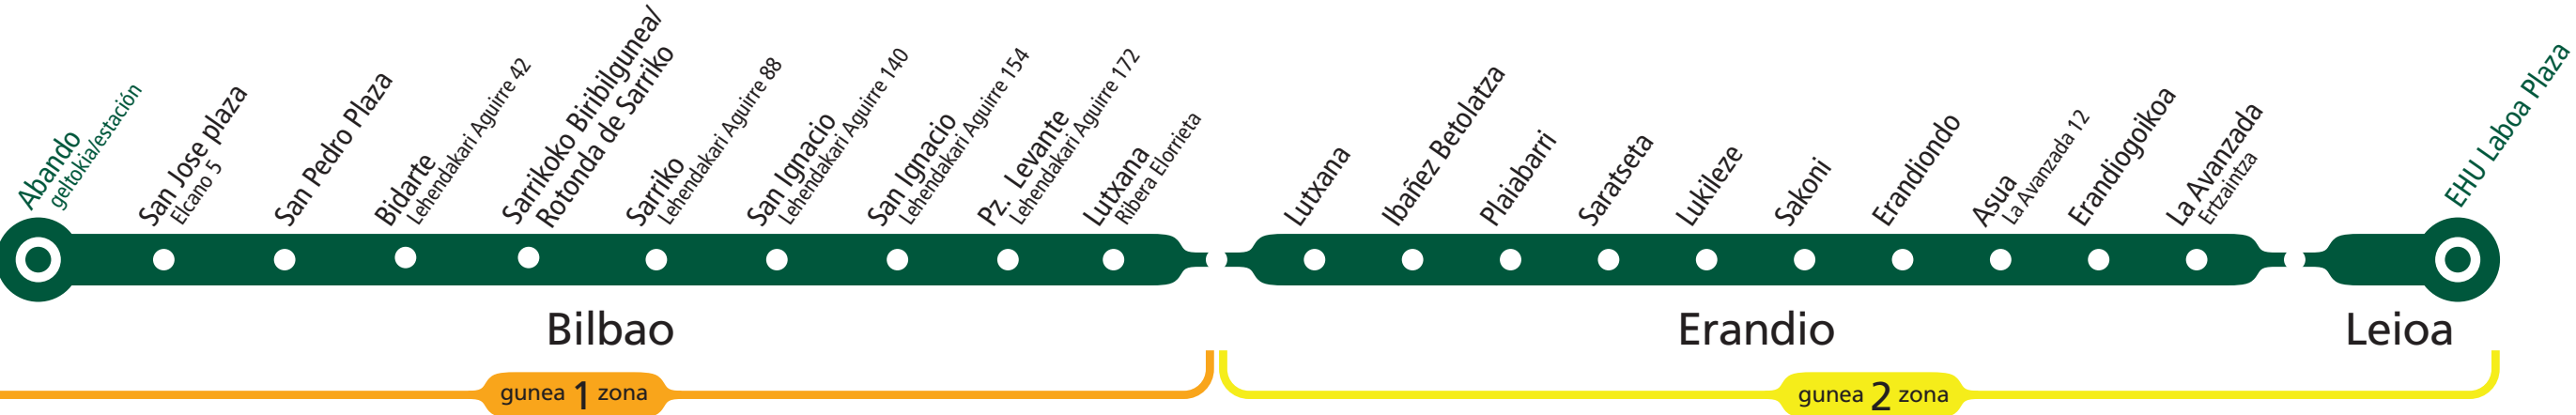 Abando
geltokia/estación
San Jose plaza
Elcano 5
San Pedro Plaza
Bidarte
Lehendakari Aguirre 42
Sarrikoko Biribilgunea/
Rotonda de Sarriko
Sarriko
Lehendakari Aguirre 88
San Ignacio
Lehendakari Aguirre 140
San Ignacio
Lehendakari Aguirre 154
Pz. Levante
Lehendakari Aguirre 172
Lutxana
Ribera Elorrieta
Lutxana
Ibañez Betolatza
Plaiabarri
Saratseta
Lukileze
Sakoni
Erandiondo
Asua
La Avanzada 12
Erandiogoikoa
La Avanzada
Ertzaintza
EHU Laboa Plaza
Bilbao
Erandio
Leioa
gunea 1 zona
gunea 2 zona